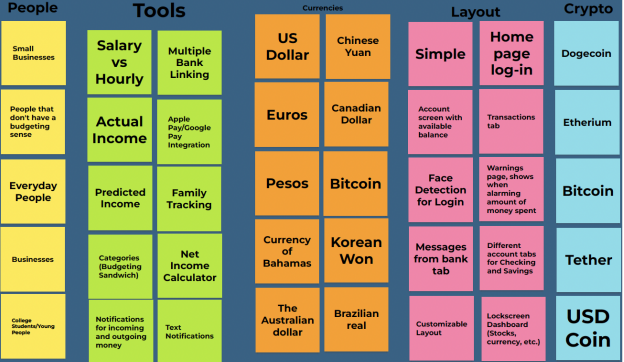 People
Small
Businesses
People that
don't have a
budgeting
sense
Everyday
People
Businesses
College
Students/Young
People
Tools
Salary
vs
Hourly
Multiple
Bank
Linking
Actual
Income
Apple
Pay/Google
Pay
Integration
Predicted
Income
Family
Tracking
Categories
(Budgeting
Sandwich)
Net
Income
Calculator
Notifications
for incoming
and outgoing
money
Text
Notifications
Currencies
US
Dollar
Chinese
Yuan
Euros
Canadian
Dollar
Pesos
Bitcoin
Currency
of
Bahamas
Korean
Won
The
Australian
dollar
Brazilian
real
Layout
Simple
Home
page
log-in
Account
screen with
available
balance
Transactions
tab
Face
Detection
for Login
Warnings
page, shows
when
alarming
amount of
money spent
Messages
from bank
tab
Different
account tabs
for Checking
and Savings
Customizable
Layout
Lockscreen
Dashboard
(Stocks,
currency, etc.)
Crypto
Dogecoin
Etherium
Bitcoin
Tether
USD
Coin